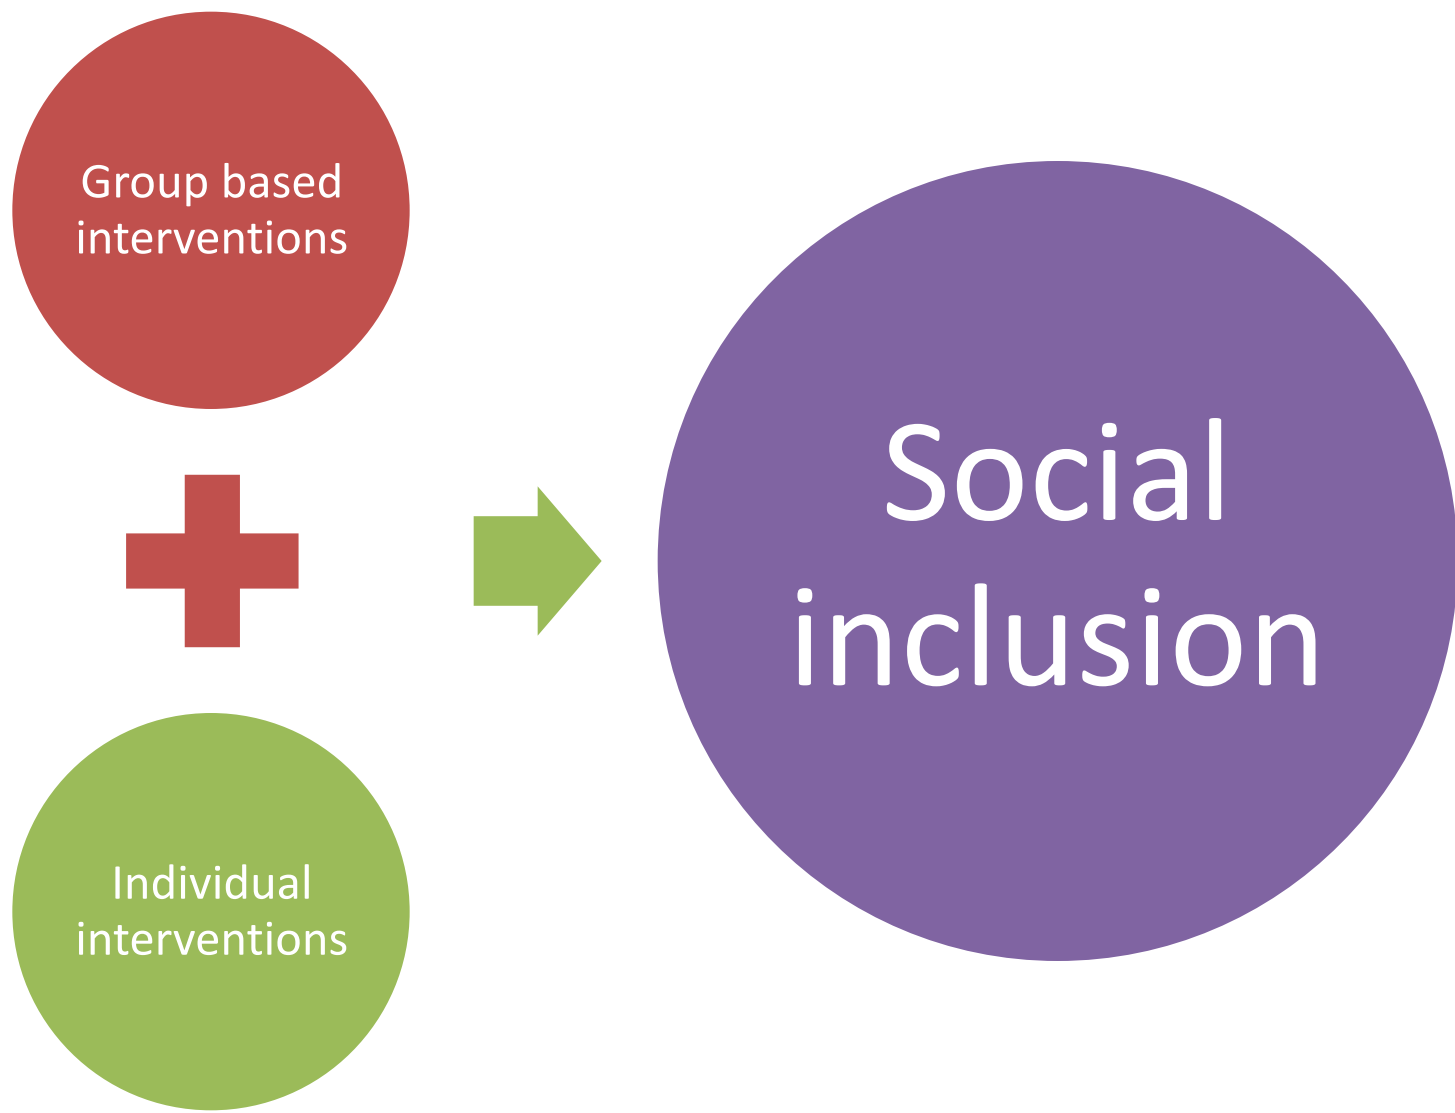 Group based
interventions
Individual
interventions
Social
inclusion